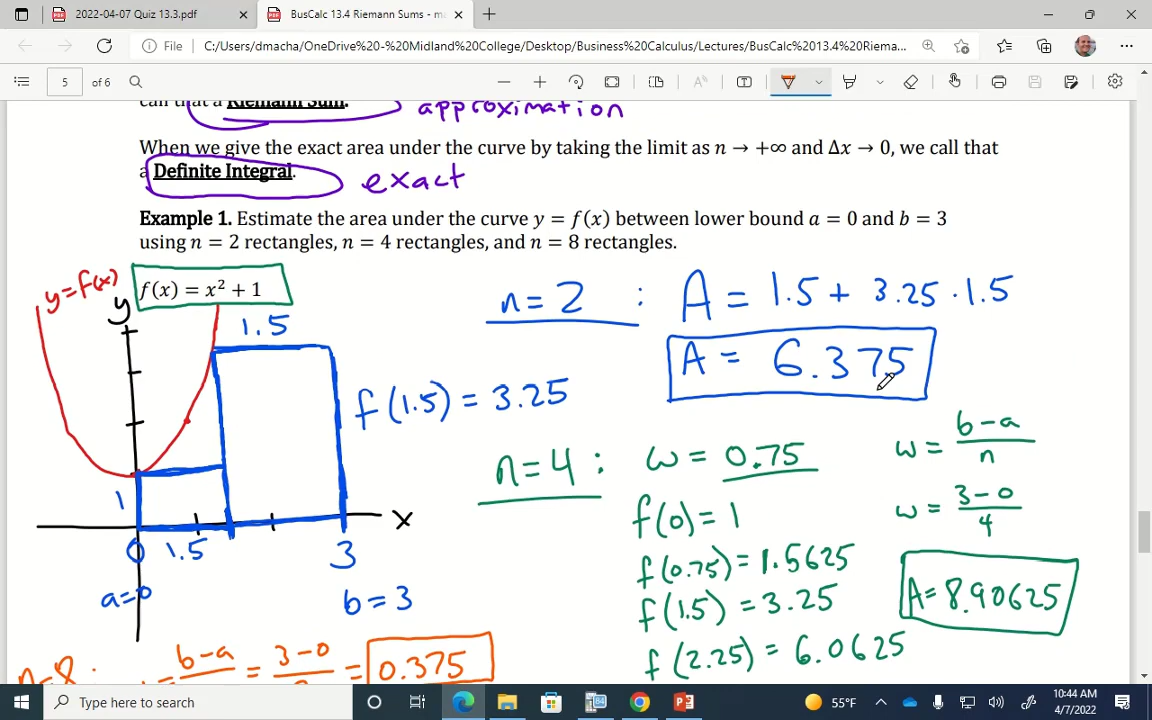 2022-04-07 Quiz 13.3.pdf
BusCalc 13.4 Riemann Sums - m
File C:/Users/dmacha/OneDrive%20-%20Midland%20College/Desktop/Business%20Calculus/Lectures/BusCalc%2013.4%20Riema...
5 of 6
call that a Riemann Sum. approximation
When we give the exact area under the curve by taking the limit as n → +∞ and Δx → 0, we call that
a Definite Integral. exact
Example 1. Estimate the area under the curve y = f(x) between lower bound a = 0 and b = 3
using n = 2 rectangles, n = 4 rectangles, and n = 8 rectangles.
y=f(x)
f(x) = x² + 1
y
1.5
n=2 : A = 1.5 + 3.25 · 1.5
A = 6.375
f(1.5) = 3.25
n=4 : w = 0.75
w = b-a / n
w = 3-0 / 4
f(0) = 1
f(0.75) = 1.5625
f(1.5) = 3.25
f(2.25) = 6.0625
A = 8.90625
1
x
0 1.5 3
a=0 b=3
n=8 : b-a = 3-0 = 0.375
Type here to search
55°F
10:44 AM
4/7/2022